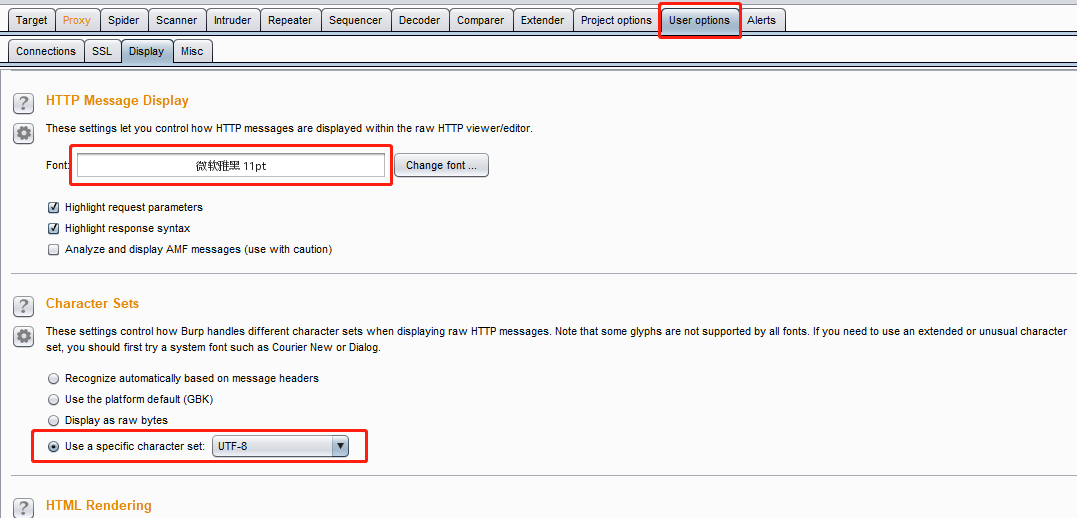 Target Proxy Spider Scanner Intruder Repeater Sequencer Decoder Comparer Extender Project options User options Alerts
Connections SSL Display Misc
? HTTP Message Display
These settings let you control how HTTP messages are displayed within the raw HTTP viewer/editor.
Font: 微软雅黑 11pt Change font ...
Highlight request parameters
Highlight response syntax
Analyze and display AMF messages (use with caution)
? Character Sets
These settings control how Burp handles different character sets when displaying raw HTTP messages. Note that some glyphs are not supported by all fonts. If you need to use an extended or unusual character
set, you should first try a system font such as Courier New or Dialog.
Recognize automatically based on message headers
Use the platform default (GBK)
Display as raw bytes
Use a specific character set: UTF-8
? HTML Rendering